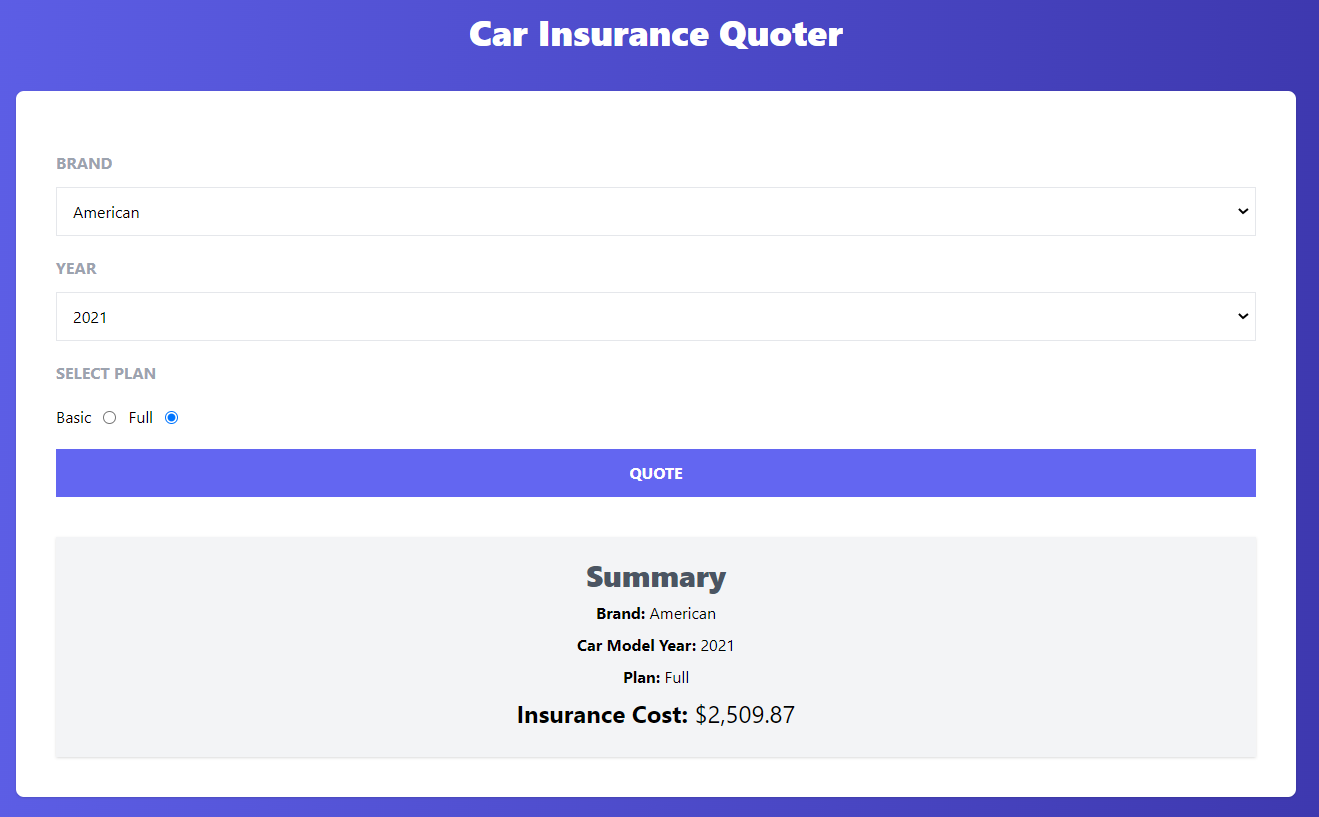 Car Insurance Quoter
BRAND
American
YEAR
2021
SELECT PLAN
Basic Full
QUOTE
Summary
Brand: American
Car Model Year: 2021
Plan: Full
Insurance Cost: $2,509.87